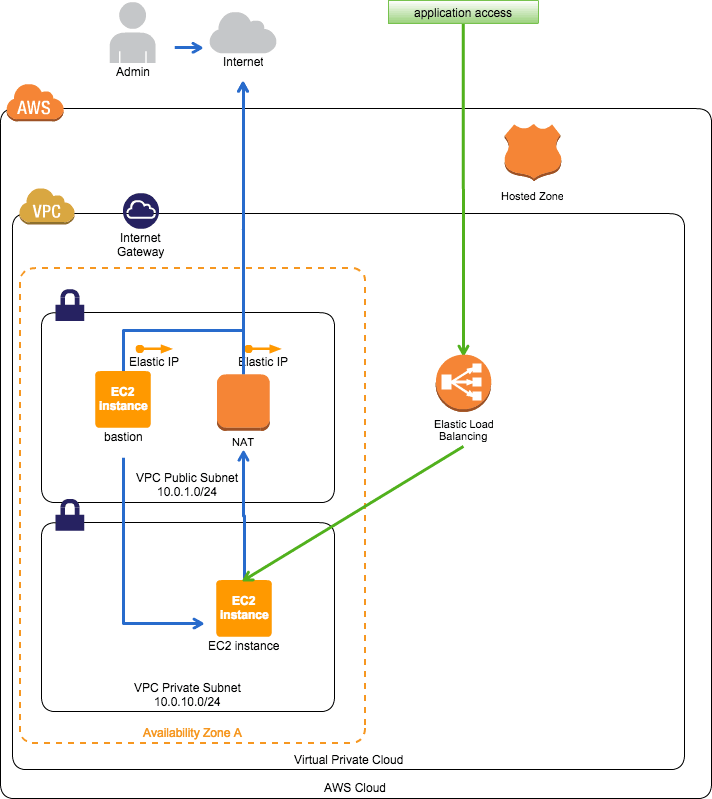 application access
Admin
Internet
AWS
Hosted Zone
VPC
Internet
Gateway
Elastic IP
Elastic IP
EC2
Instance
bastion
NAT
Elastic Load
Balancing
VPC Public Subnet
10.0.1.0/24
EC2
Instance
EC2 instance
VPC Private Subnet
10.0.10.0/24
Availability Zone A
Virtual Private Cloud
AWS Cloud